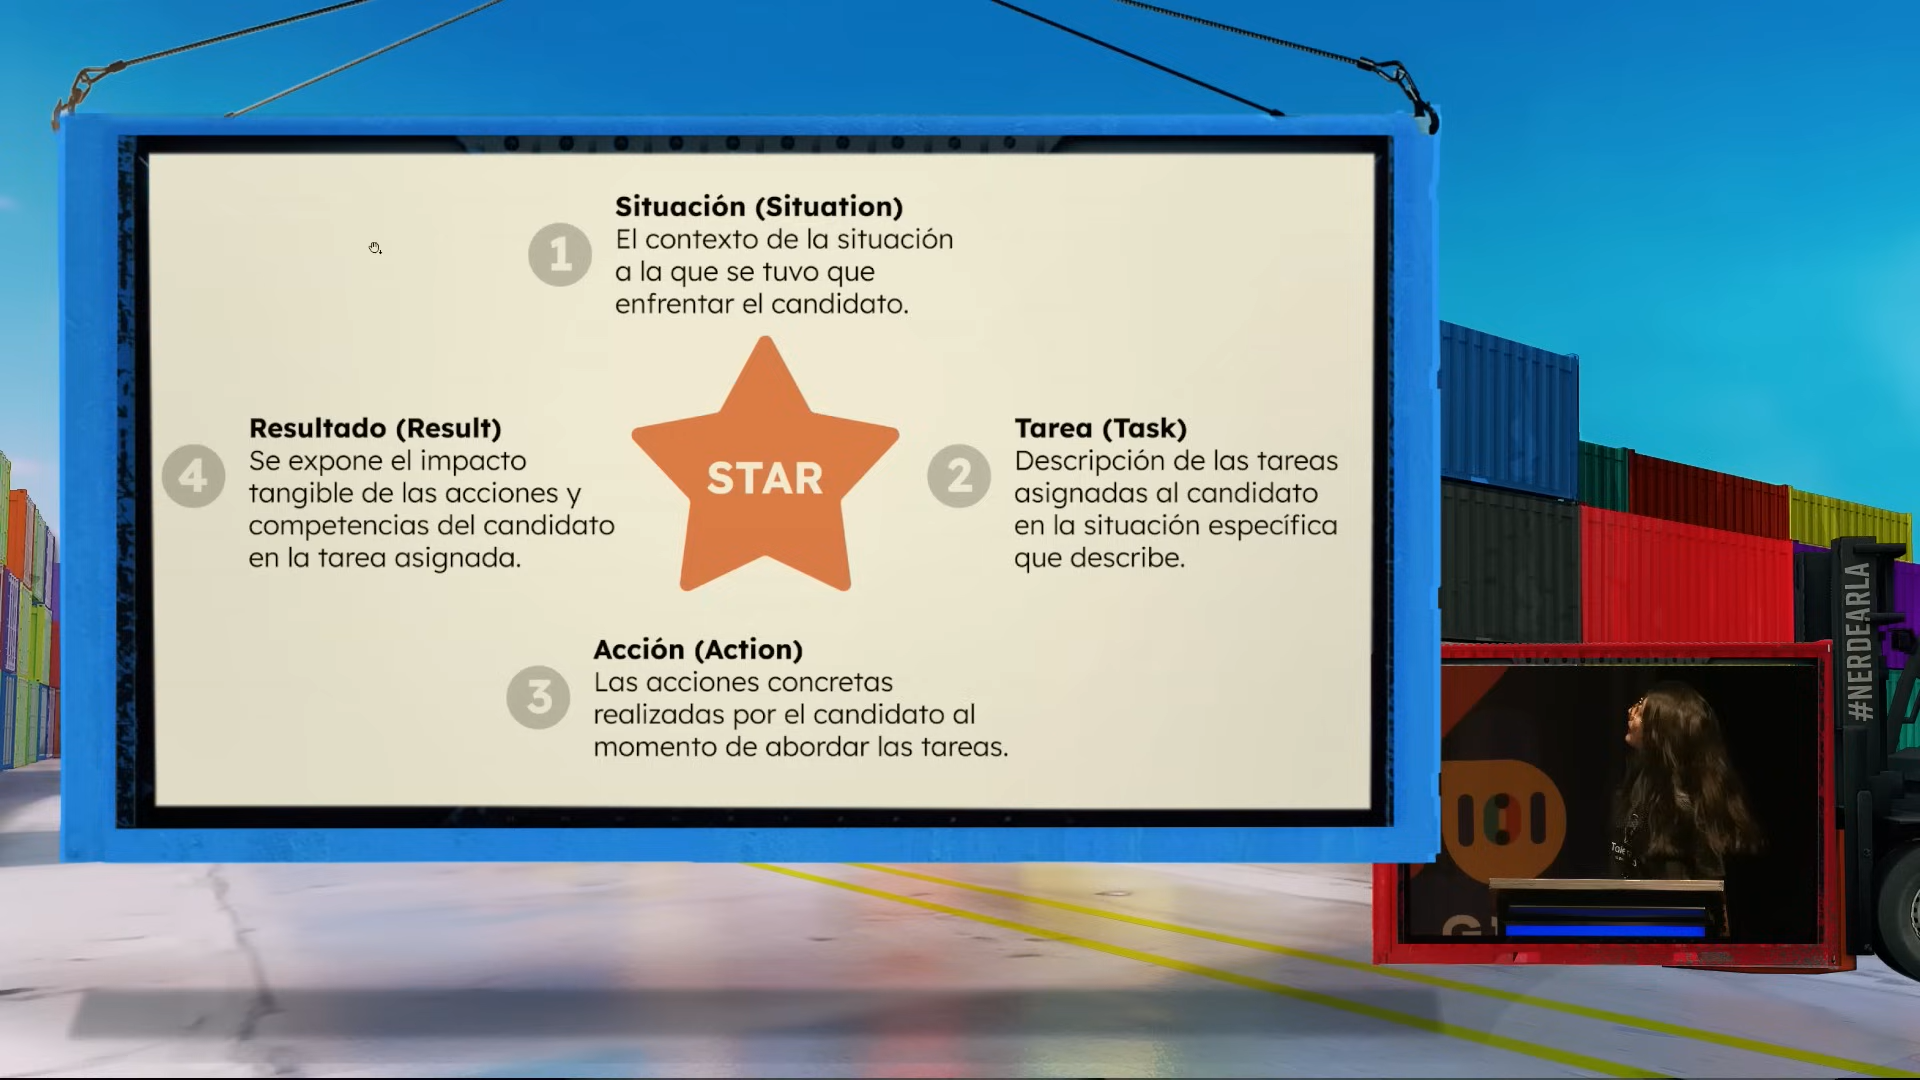 1
Situación (Situation)
El contexto de la situación
a la que se tuvo que
enfrentar el candidato.
STAR
2
Tarea (Task)
Descripción de las tareas
asignadas al candidato
en la situación específica
que describe.
3
Acción (Action)
Las acciones concretas
realizadas por el candidato al
momento de abordar las tareas.
4
Resultado (Result)
Se expone el impacto
tangible de las acciones y
competencias del candidato
en la tarea asignada.
#NERDEARLA